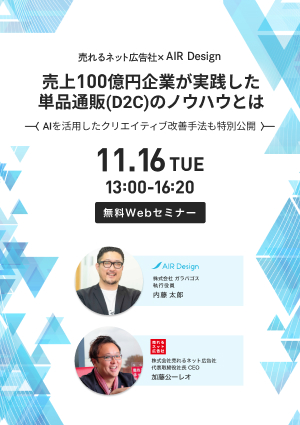 売れるネット広告社×AIR Design
売上100億円企業が実践した
単品通販(D2C)のノウハウとは
AIを活用したクリエイティブ改善手法も特別公開
11.16 TUE
13:00-16:20
無料Webセミナー
AIR Design
株式会社 ガラパゴス
執行役員
内藤 太郎
売れる
ネット
広告社
株式会社売れるネット広告社
代表取締役社長 CEO
加藤公一レオ